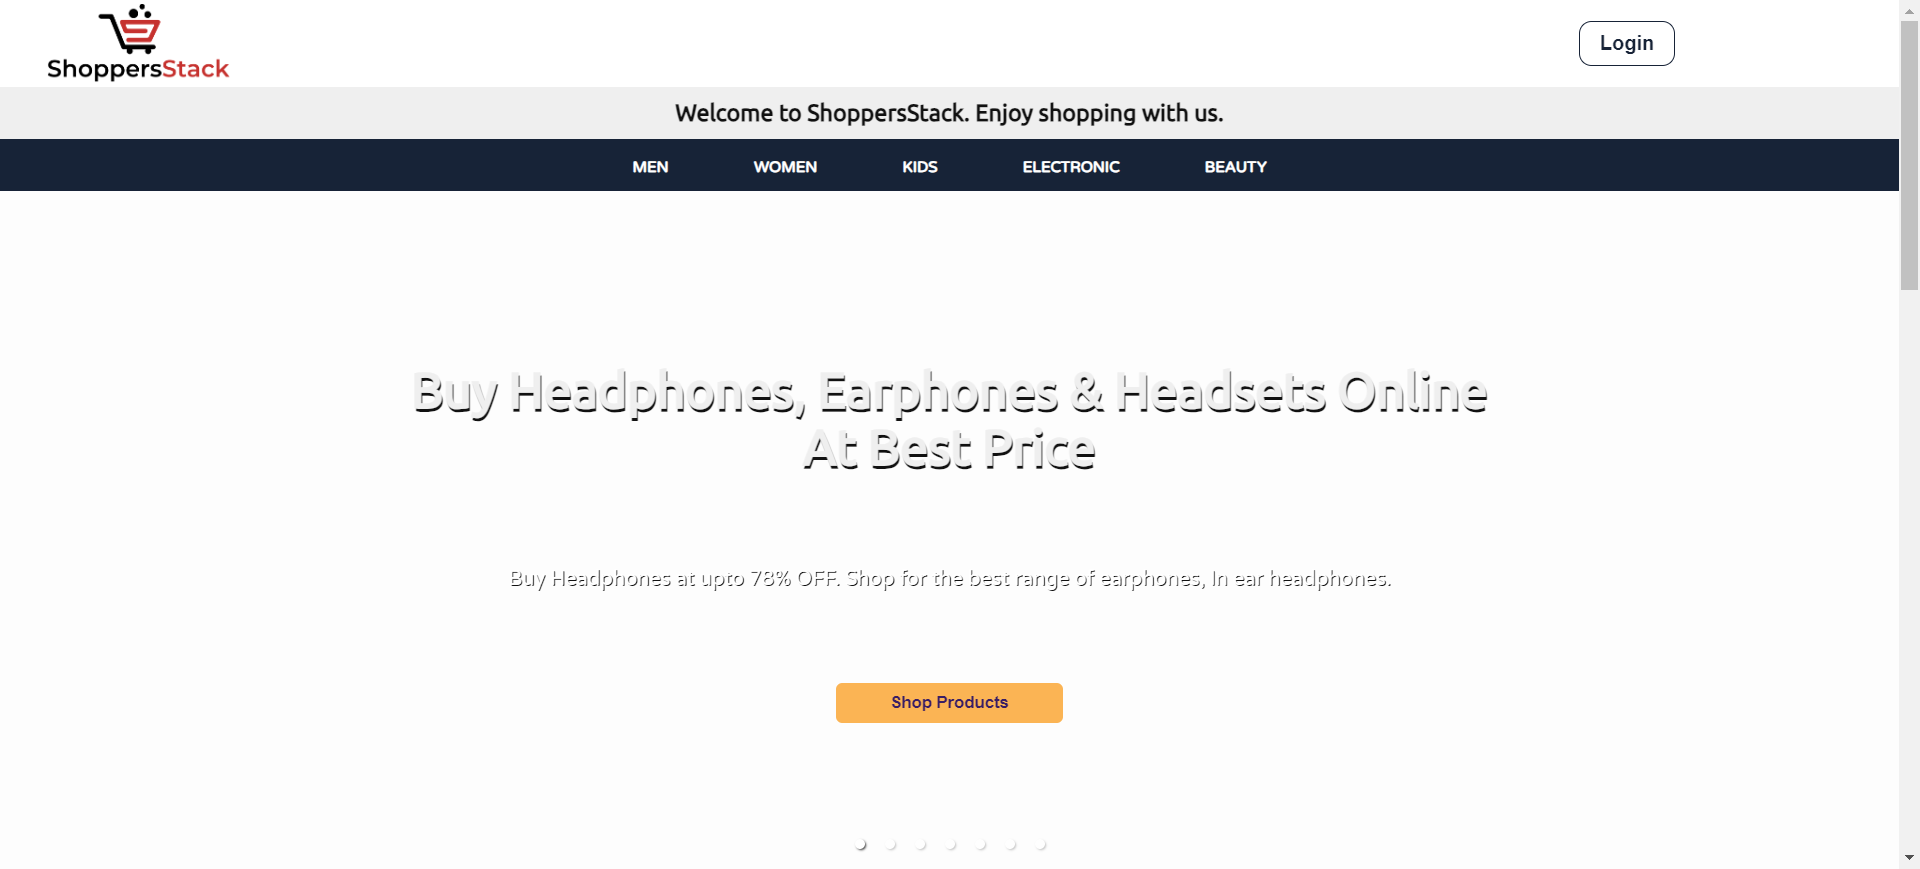 ShoppersStack
Login
Welcome to ShoppersStack. Enjoy shopping with us.
MEN WOMEN KIDS ELECTRONIC BEAUTY
Buy Headphones, Earphones & Headsets Online
At Best Price
Buy Headphones at upto 78% OFF. Shop for the best range of earphones, In ear headphones.
Shop Products